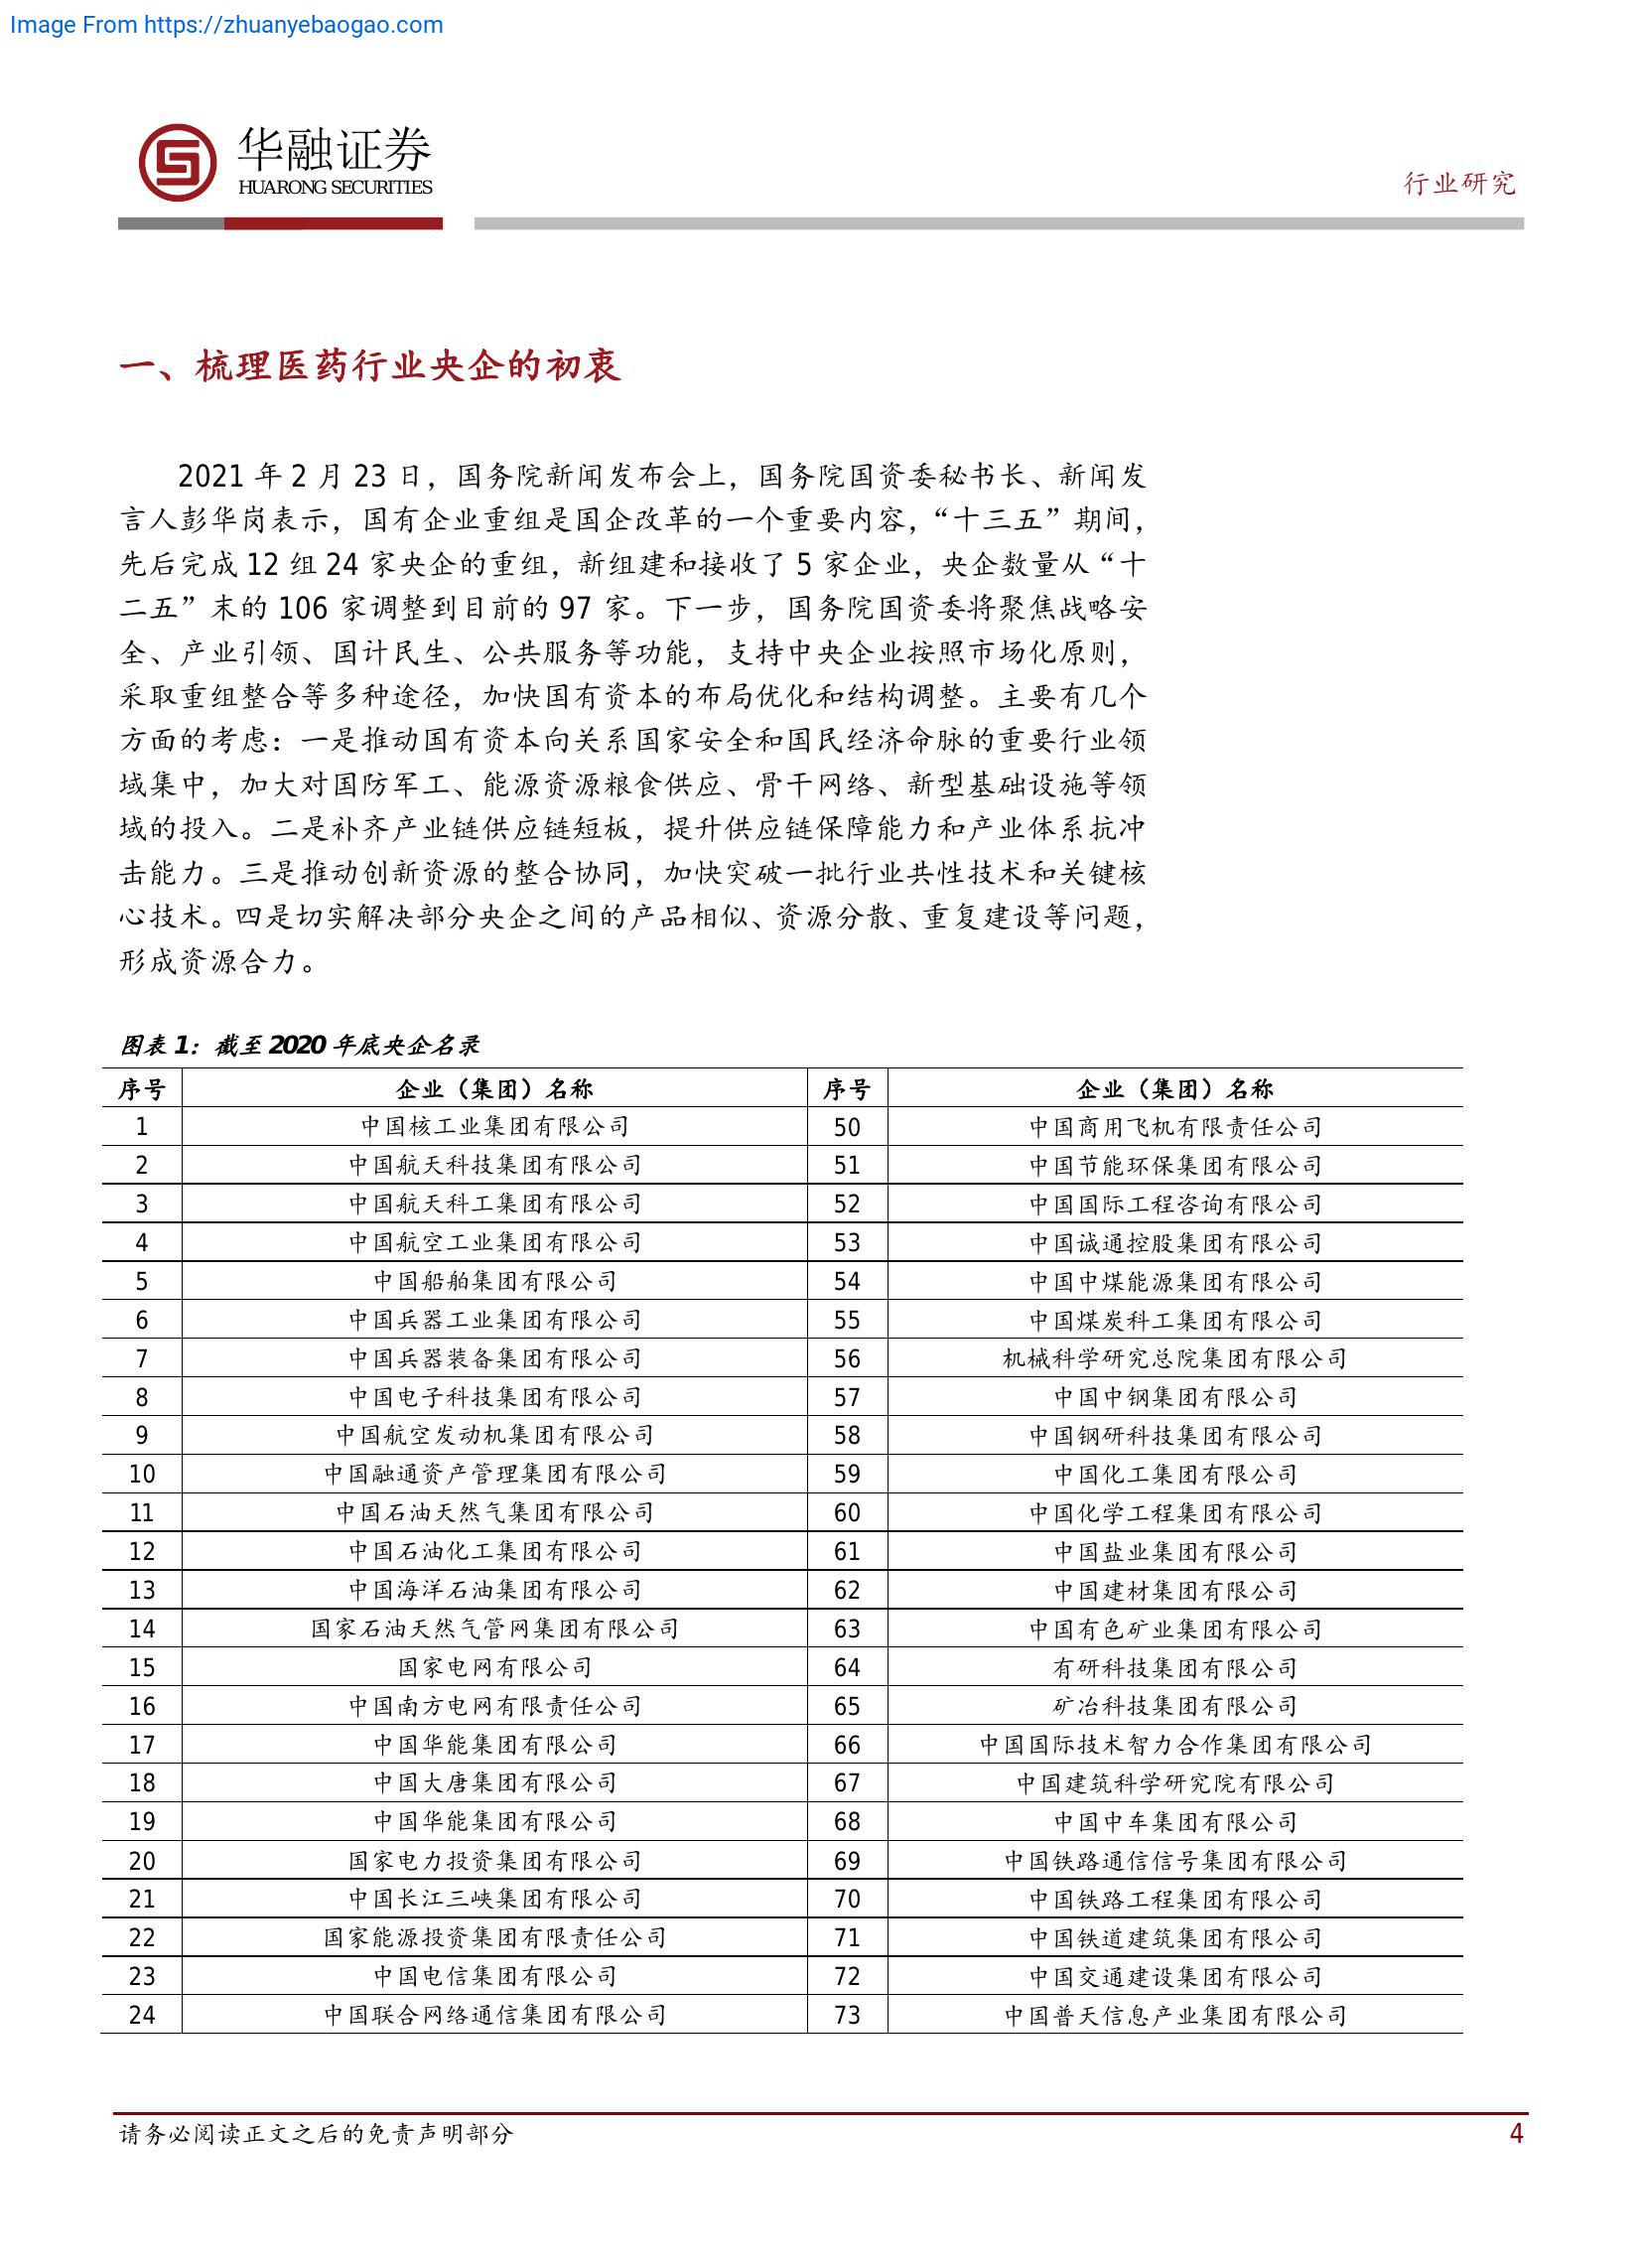 Image From https://zhuanyebaogao.com
华融证券
HUARONG SECURITIES
行业研究
一、梳理医药行业央企的初衷
2021 年 2 月 23 日，国务院新闻发布会上，国务院国资委秘书长、新闻发
言人彭华岗表示，国有企业重组是国企改革的一个重要内容，“十三五”期间，
先后完成 12 组 24 家央企的重组，新组建和接收了 5 家企业，央企数量从“十
二五”末的 106 家调整到目前的 97 家。下一步，国务院国资委将聚焦战略安
全、产业引领、国计民生、公共服务等功能，支持中央企业按照市场化原则，
采取重组整合等多种途径，加快国有资本的布局优化和结构调整。主要有几个
方面的考虑：一是推动国有资本向关系国家安全和国民经济命脉的重要行业领
域集中，加大对国防军工、能源资源粮食供应、骨干网络、新型基础设施等领
域的投入。二是补齐产业链供应链短板，提升供应链保障能力和产业体系抗冲
击能力。三是推动创新资源的整合协同，加快突破一批行业共性技术和关键核
心技术。四是切实解决部分央企之间的产品相似、资源分散、重复建设等问题，
形成资源合力。
图表 1：截至 2020 年底央企名录
序号 企业（集团）名称 序号 企业（集团）名称
1 中国核工业集团有限公司 50 中国商用飞机有限责任公司
2 中国航天科技集团有限公司 51 中国节能环保集团有限公司
3 中国航天科工集团有限公司 52 中国国际工程咨询有限公司
4 中国航空工业集团有限公司 53 中国诚通控股集团有限公司
5 中国船舶集团有限公司 54 中国中煤能源集团有限公司
6 中国兵器工业集团有限公司 55 中国煤炭科工集团有限公司
7 中国兵器装备集团有限公司 56 机械科学研究总院集团有限公司
8 中国电子科技集团有限公司 57 中国中钢集团有限公司
9 中国航空发动机集团有限公司 58 中国钢研科技集团有限公司
10 中国融通资产管理集团有限公司 59 中国化工集团有限公司
11 中国石油天然气集团有限公司 60 中国化学工程集团有限公司
12 中国石油化工集团有限公司 61 中国盐业集团有限公司
13 中国海洋石油集团有限公司 62 中国建材集团有限公司
14 国家石油天然气管网集团有限公司 63 中国有色矿业集团有限公司
15 国家电网有限公司 64 有研科技集团有限公司
16 中国南方电网有限责任公司 65 矿冶科技集团有限公司
17 中国华能集团有限公司 66 中国国际技术智力合作集团有限公司
18 中国大唐集团有限公司 67 中国建筑科学研究院有限公司
19 中国华能集团有限公司 68 中国中车集团有限公司
20 国家电力投资集团有限公司 69 中国铁路通信信号集团有限公司
21 中国长江三峡集团有限公司 70 中国铁路工程集团有限公司
22 国家能源投资集团有限责任公司 71 中国铁道建筑集团有限公司
23 中国电信集团有限公司 72 中国交通建设集团有限公司
24 中国联合网络通信集团有限公司 73 中国普天信息产业集团有限公司
请务必阅读正文之后的免责声明部分 4